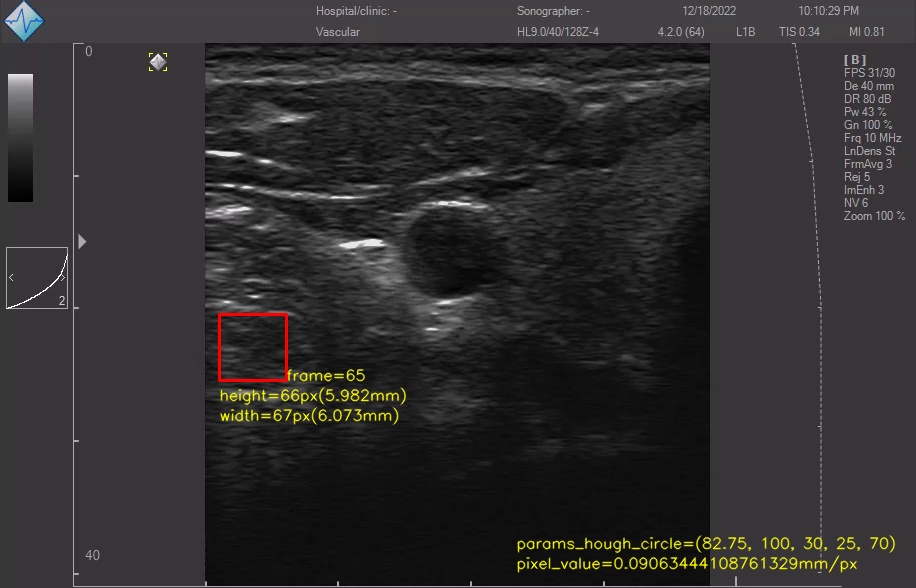 Hospital/clinic: - Sonographer: - 12/18/2022 10:10:29 PM
Vascular HL9.0/40/128Z-4 4.2.0 (64) L1B TIS 0.34 MI 0.81
0
[ B ]
FPS 31/30
De 40 mm
DR 80 dB
Pw 43 %
Gn 100 %
Frq 10 MHz
LnDens St
FrmAvg 3
Rej 5
ImEnh 3
NV 6
Zoom 100 %
2
frame=65
height=66px(5.982mm)
width=67px(6.073mm)
params_hough_circle=(82.75, 100, 30, 25, 70)
40
pixel_value=0.09063444108761329mm/px